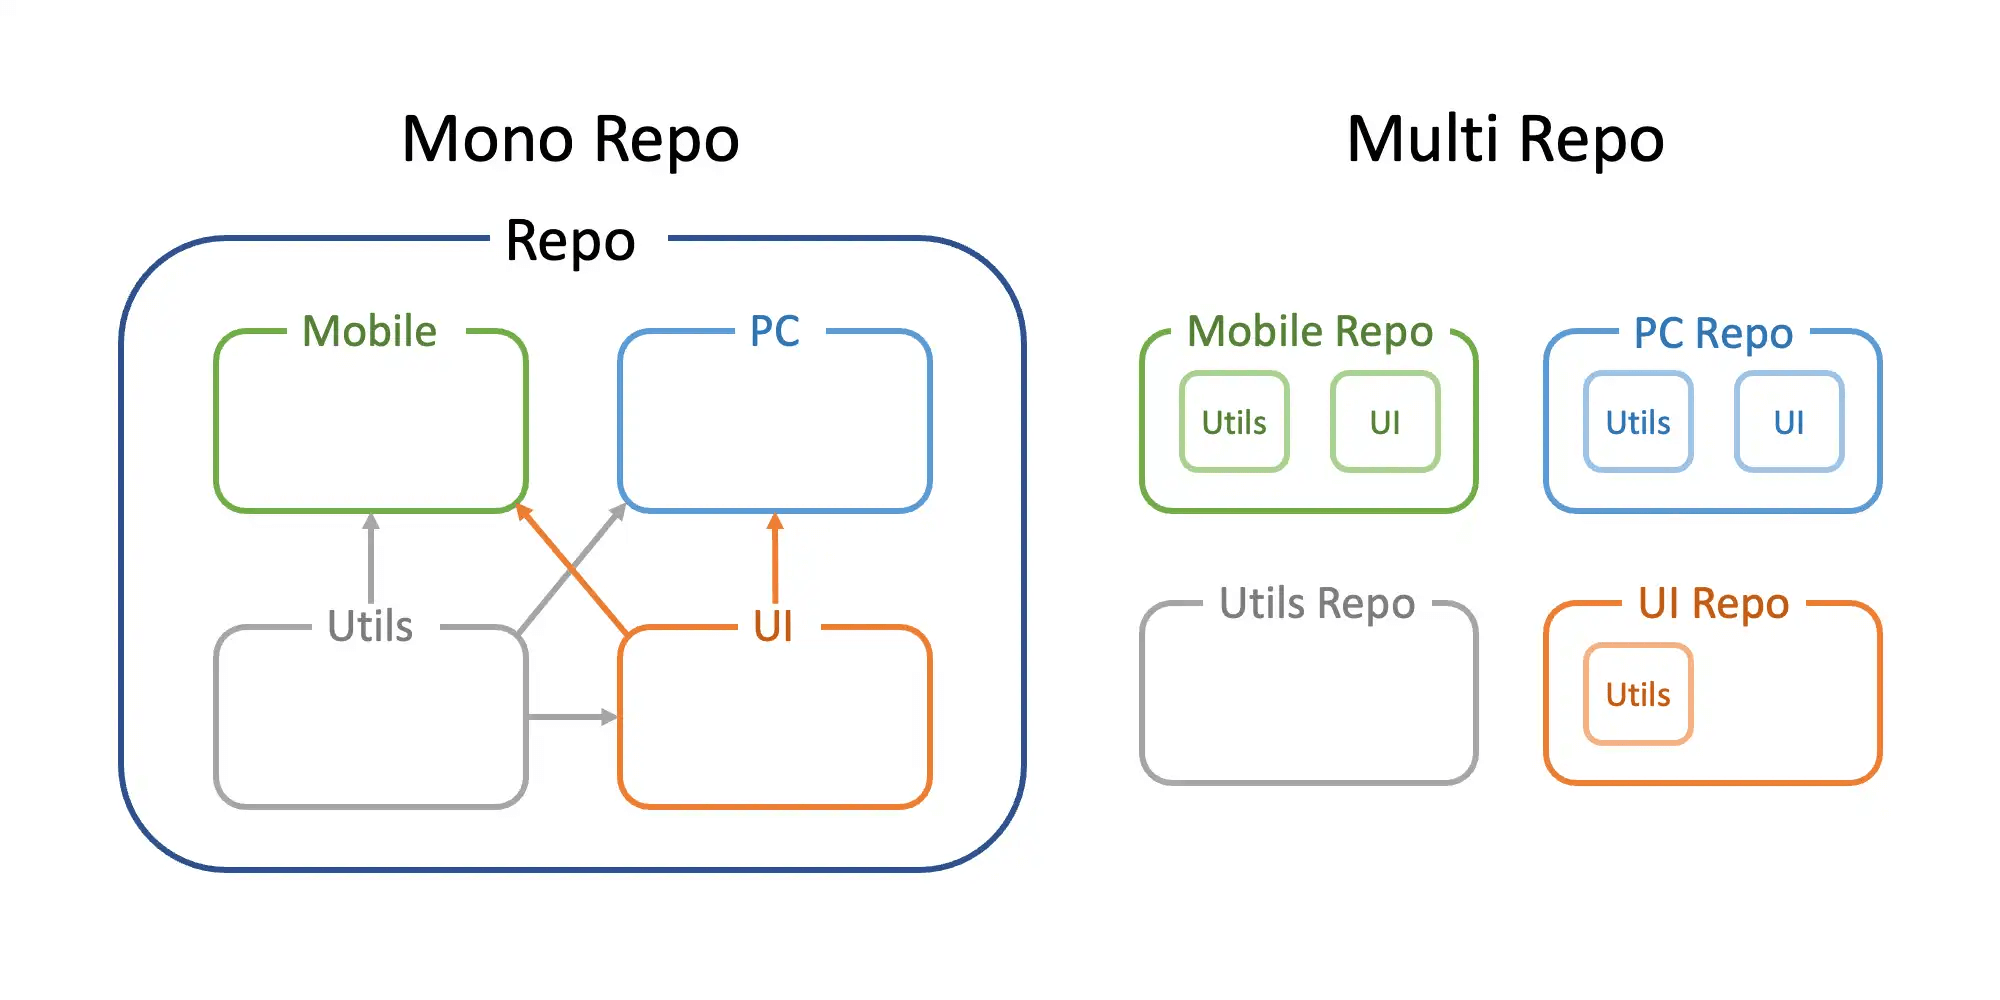 Mono Repo
Repo
Mobile
PC
Utils
UI
Multi Repo
Mobile Repo
Utils
UI
PC Repo
Utils
UI
Utils Repo
UI Repo
Utils